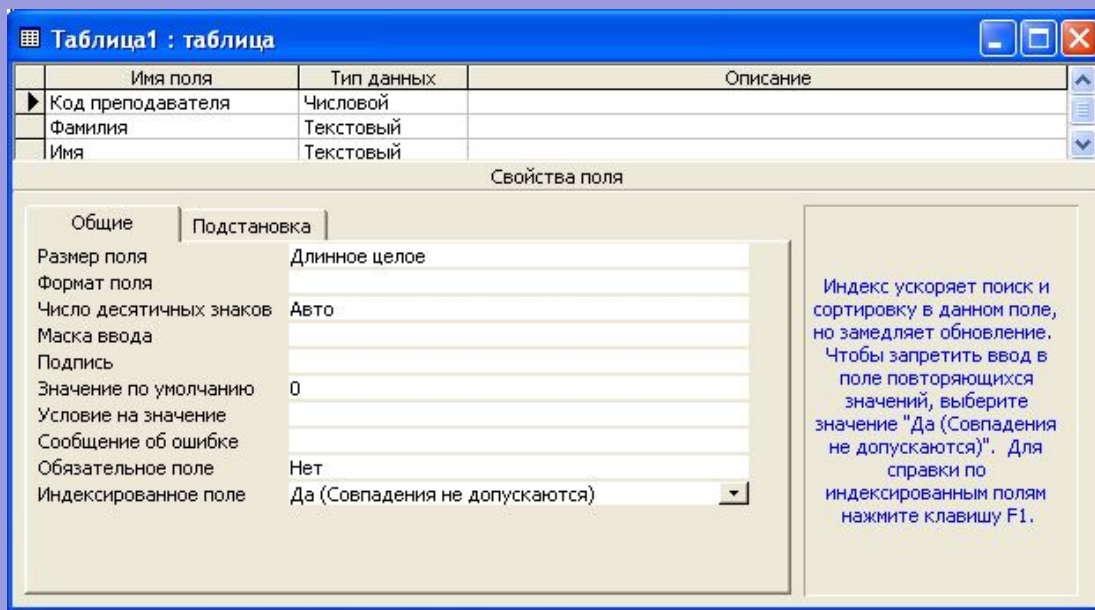 Таблица1 : таблица
Имя поля Тип данных Описание
Код преподавателя Числовой
Фамилия Текстовый
Имя Текстовый
Свойства поля
Общие Подстановка
Размер поля Длинное целое
Формат поля
Число десятичных знаков Авто
Маска ввода
Подпись
Значение по умолчанию 0
Условие на значение
Сообщение об ошибке
Обязательное поле Нет
Индексированное поле Да (Совпадения не допускаются)
Индекс ускоряет поиск и
сортировку в данном поле,
но замедляет обновление.
Чтобы запретить ввод в
поле повторяющихся
значений, выберите
значение "Да (Совпадения
не допускаются)". Для
справки по
индексированным полям
нажмите клавишу F1.